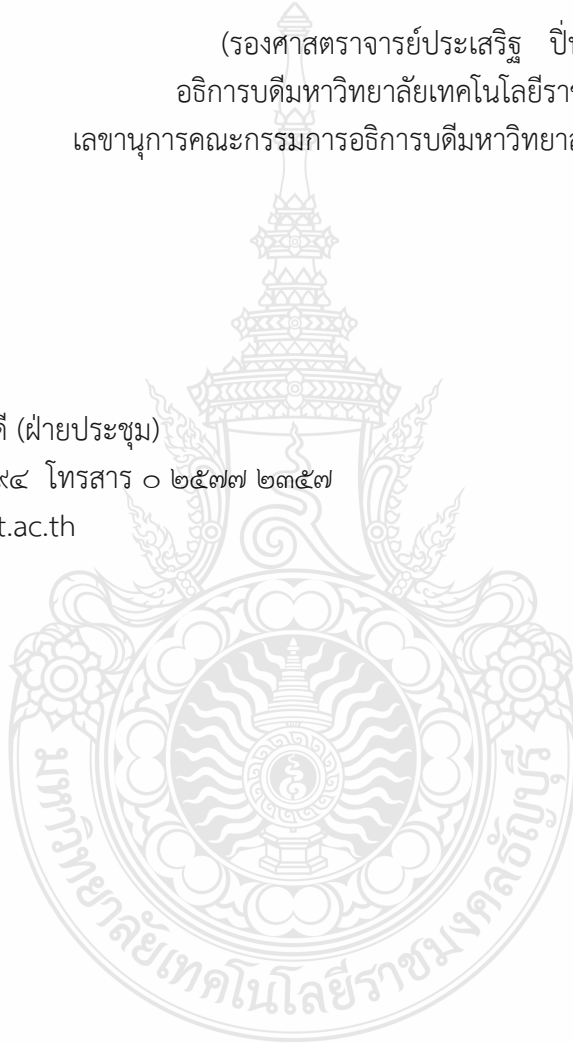 (รองศาสตราจารย์ประเสริฐ ปิ่น
อธิการบดีมหาวิทยาลัยเทคโนโลยีราช
เลขานุการคณะกรรมการอธิการบดีมหาวิทยาล
ดี (ฝ่ายประชุม)
๙๔ โทรสาร ๐ ๒๕๗๗ ๒๓๕๗
t.ac.th
มหาวิทยาลัยเทคโนโลยีราชมงคลธัญบุรี